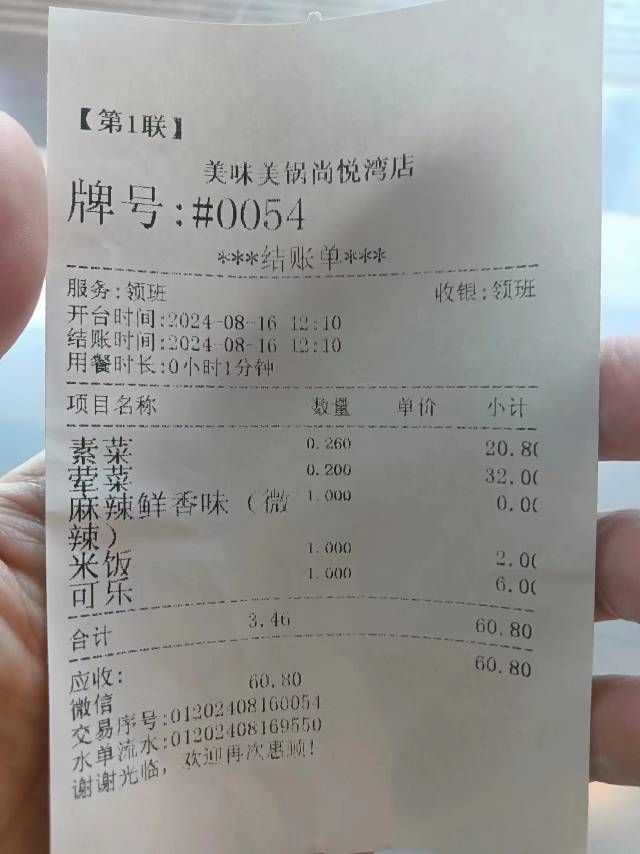 【第1联】
美味美锅尚悦湾店
牌号:#0054
***结账单***
服务:领班 收银:领班
开台时间:2024-08-16 12:10
结账时间:2024-08-16 12:10
用餐时长:0小时1分钟
项目名称 数量 单价 小计
素菜 0.260 20.80
荤菜 0.200 32.00
麻辣鲜香味（微 1.000 0.00
辣）
米饭 1.000 2.00
可乐 1.000 6.00
合计 3.46 60.80
应收: 60.80
微信 60.80
交易序号:01202408160054
水单流水:01202408169550
谢谢光临，欢迎再次惠顾！